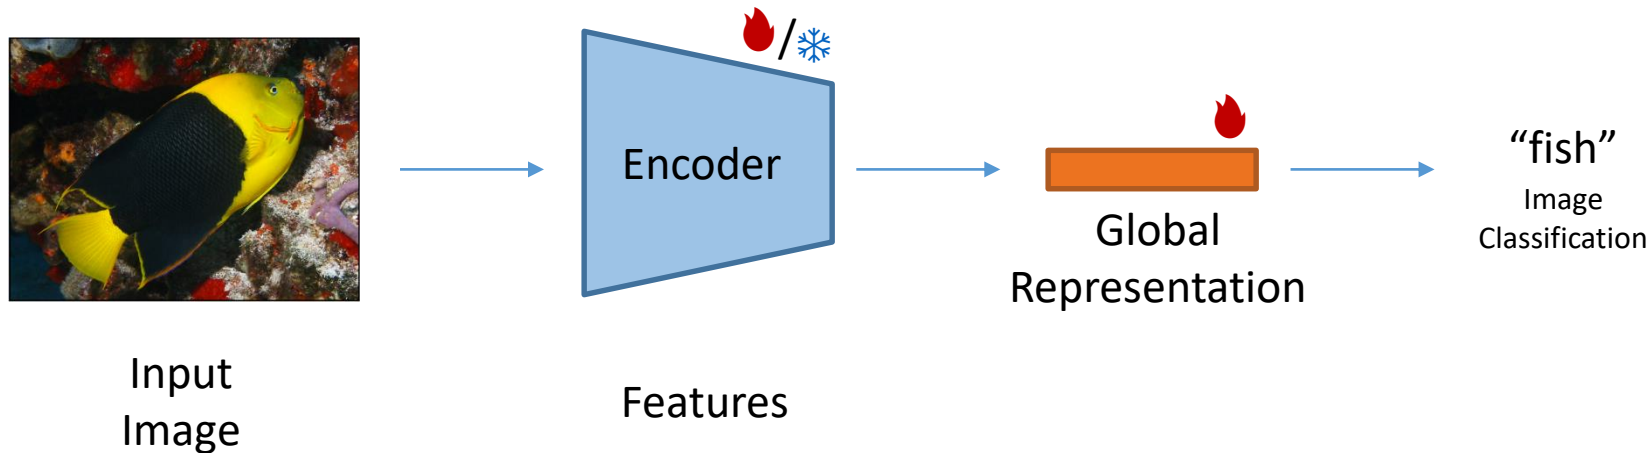 Input
Image
/
Encoder
Features
Global
Representation
“fish”
Image
Classification